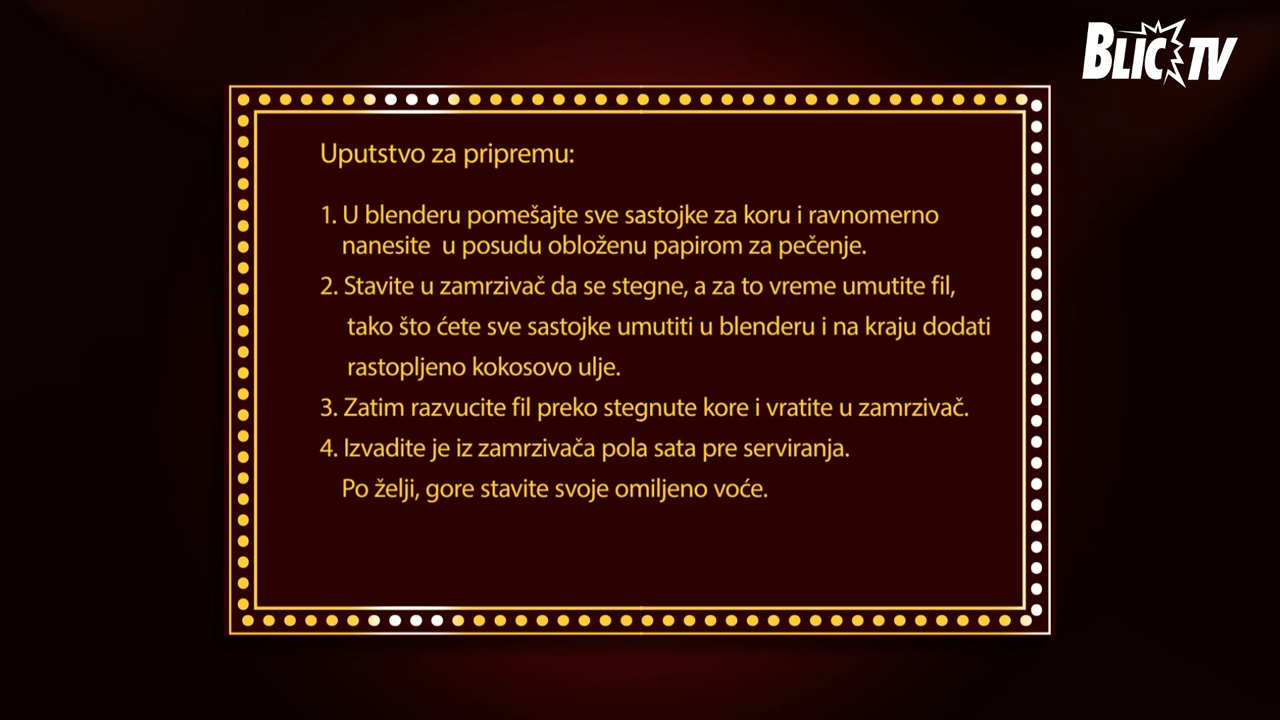 BLIC TV
Uputstvo za pripremu:
1. U blenderu pomešajte sve sastojke za koru i ravnomerno
nanesite u posudu obloženu papirom za pečenje.
2. Stavite u zamrzivač da se stegne, a za to vreme umutite fil,
tako što ćete sve sastojke umutiti u blenderu i na kraju dodati
rastopljeno kokosovo ulje.
3. Zatim razvucite fil preko stegnute kore i vratite u zamrzivač.
4. Izvadite je iz zamrzivača pola sata pre serviranja.
Po želji, gore stavite svoje omiljeno voće.